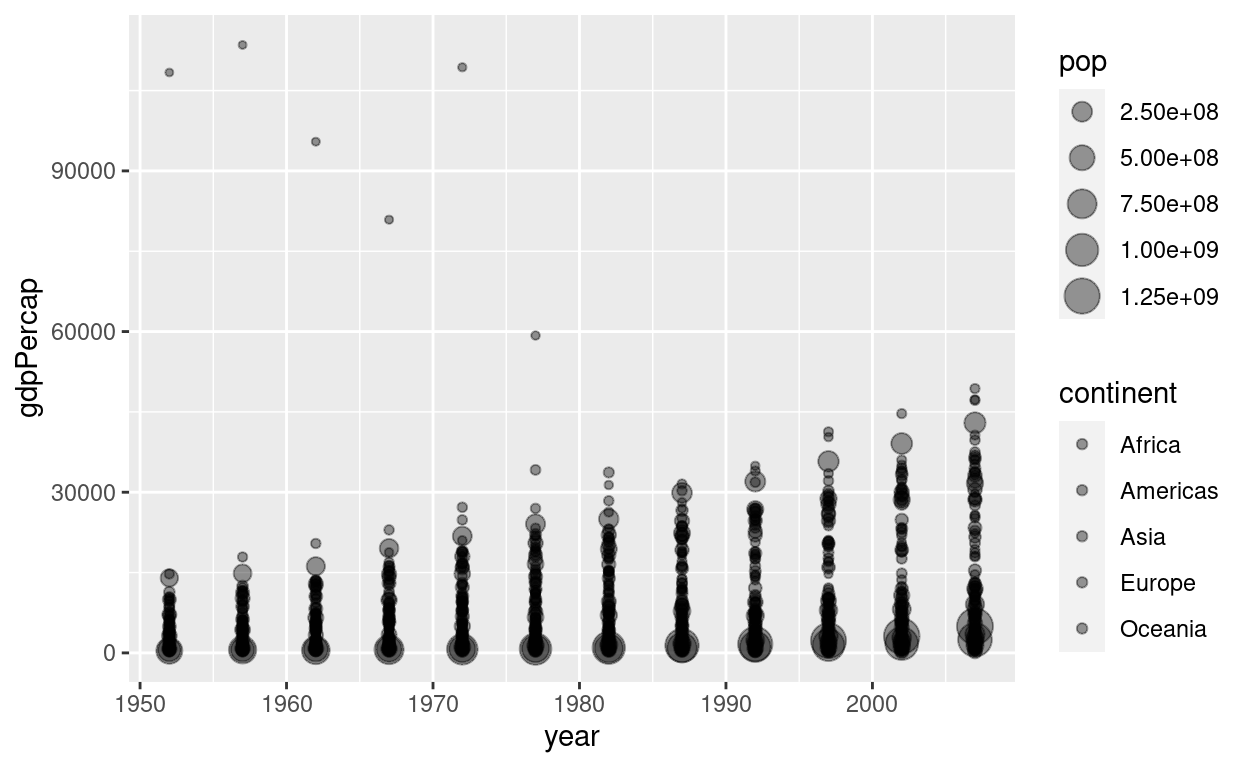 gdpPercap
90000
60000
30000
0
1950 1960 1970 1980 1990 2000
year
pop
2.50e+08
5.00e+08
7.50e+08
1.00e+09
1.25e+09
continent
Africa
Americas
Asia
Europe
Oceania